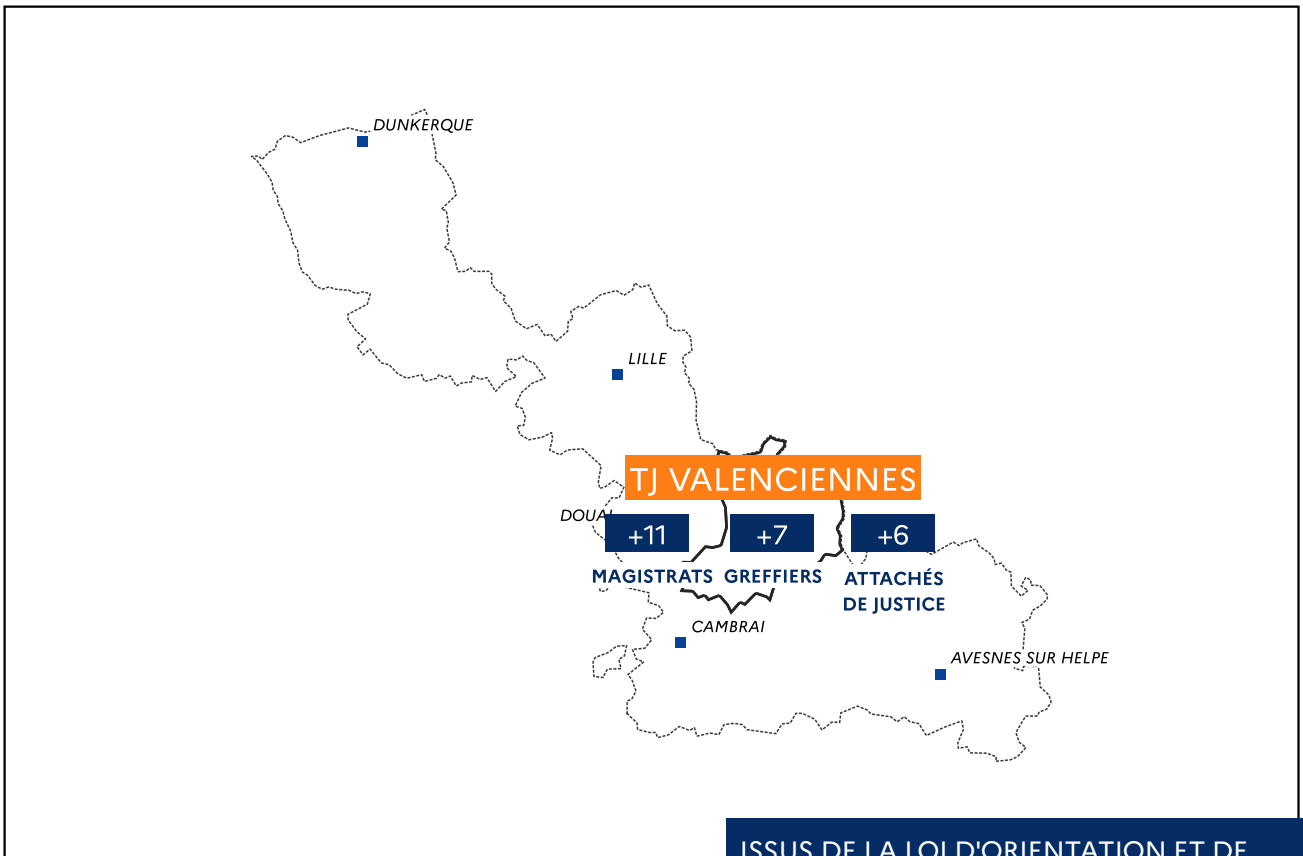 DUNKERQUE
LILLE
TJ VALENCIENNES
DOUAI
+11 +7 +6
MAGISTRATS GREFFIERS ATTACHÉS
DE JUSTICE
CAMBRAI
AVESNES SUR HELPE
ISSUS DE LA LOI D'ORIENTATION ET DE